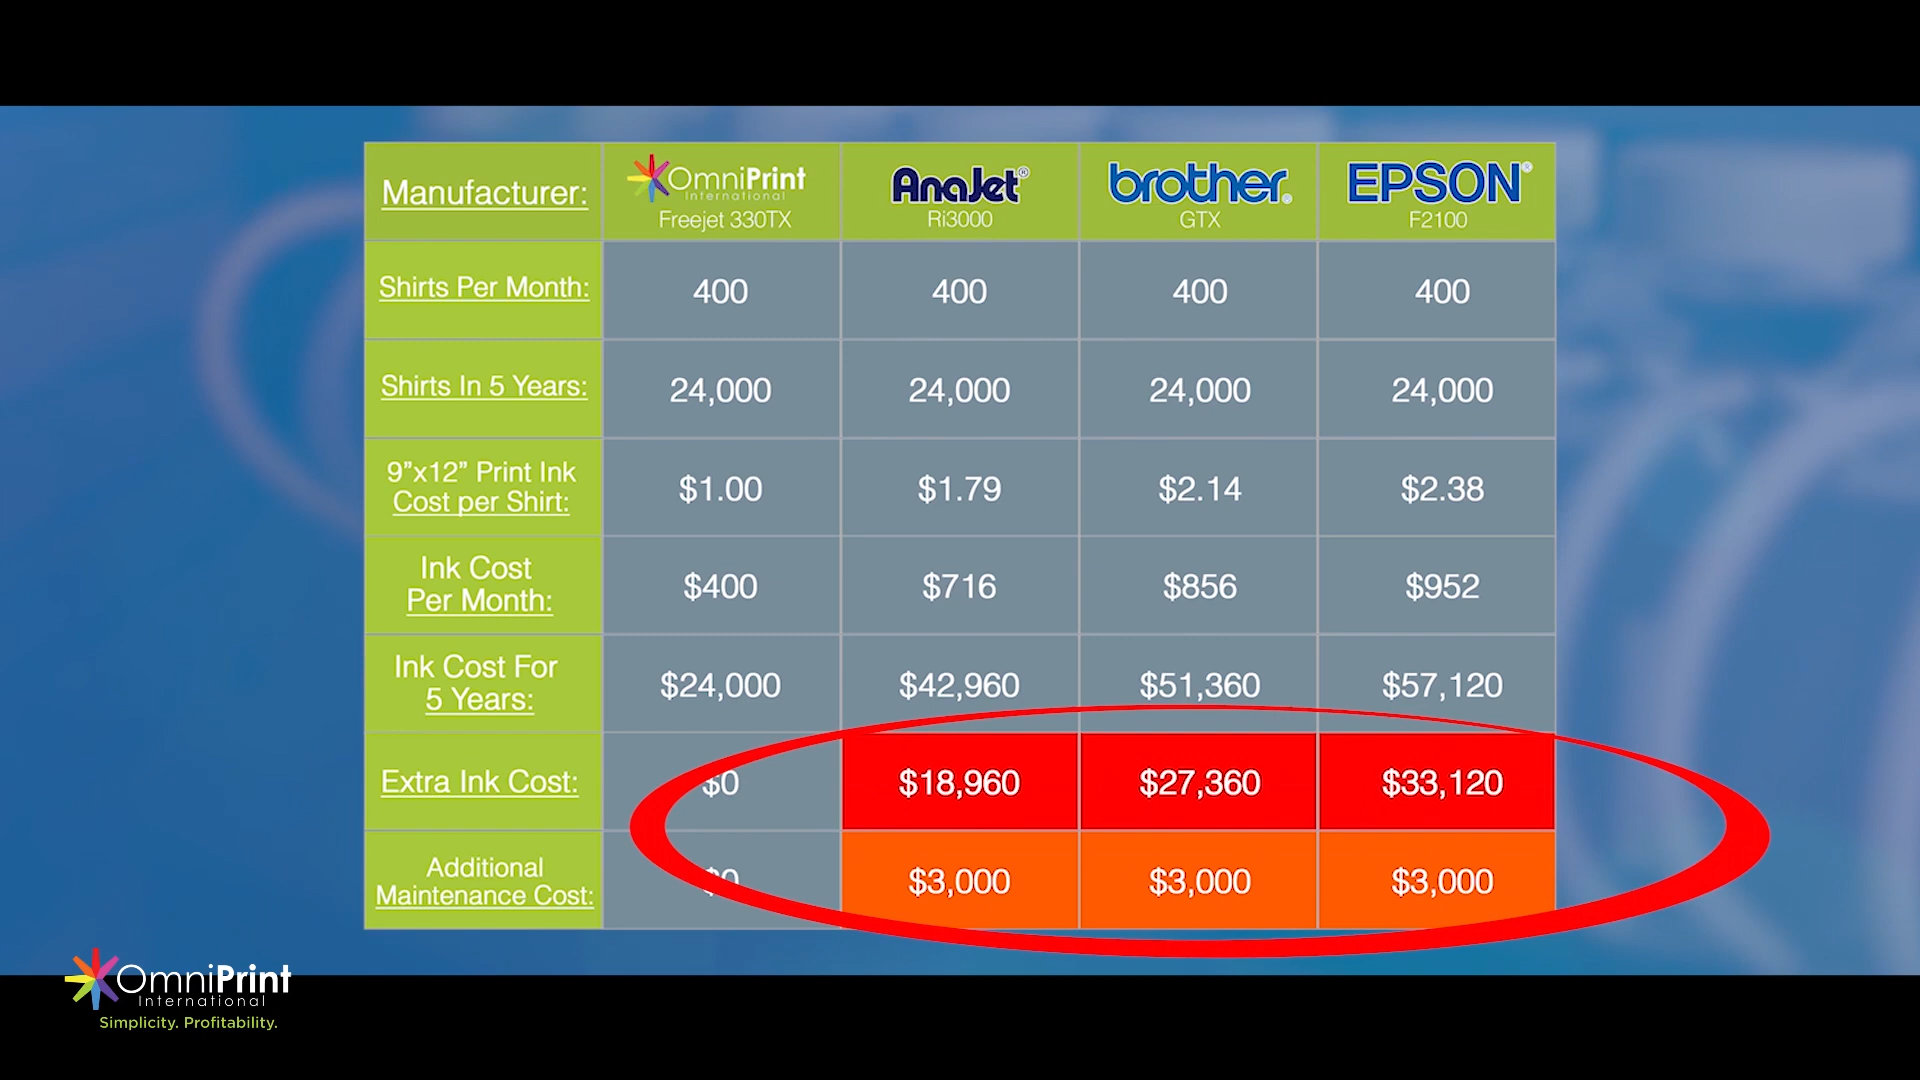 Manufacturer:
OmniPrint
International
Freejet 330TX
AnaJet®
Ri3000
brother®
GTX
EPSON®
F2100
Shirts Per Month:
400
400
400
400
Shirts In 5 Years:
24,000
24,000
24,000
24,000
9”x12” Print Ink
Cost per Shirt:
$1.00
$1.79
$2.14
$2.38
Ink Cost
Per Month:
$400
$716
$856
$952
Ink Cost For
5 Years:
$24,000
$42,960
$51,360
$57,120
Extra Ink Cost:
$0
$18,960
$27,360
$33,120
Additional
Maintenance Cost:
$0
$3,000
$3,000
$3,000
OmniPrint
International
Simplicity. Profitability.